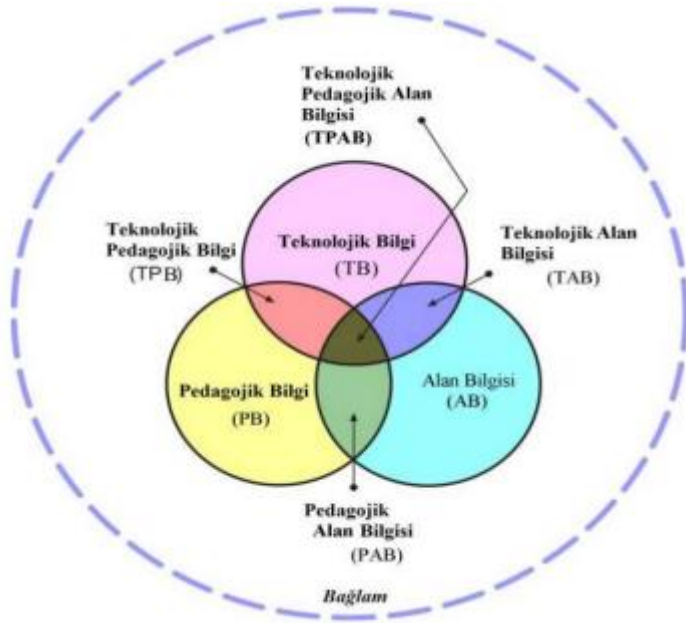 Teknolojik
Pedagojik Alan
Bilgisi
(TPAB)
Teknolojik
Pedagojik Bilgi
(TPB)
Teknolojik Bilgi
(TB)
Teknolojik Alan
Bilgisi
(TAB)
Pedagojik Bilgi
(PB)
Alan Bilgisi
(AB)
Pedagojik
Alan Bilgisi
(PAB)
Bağlam